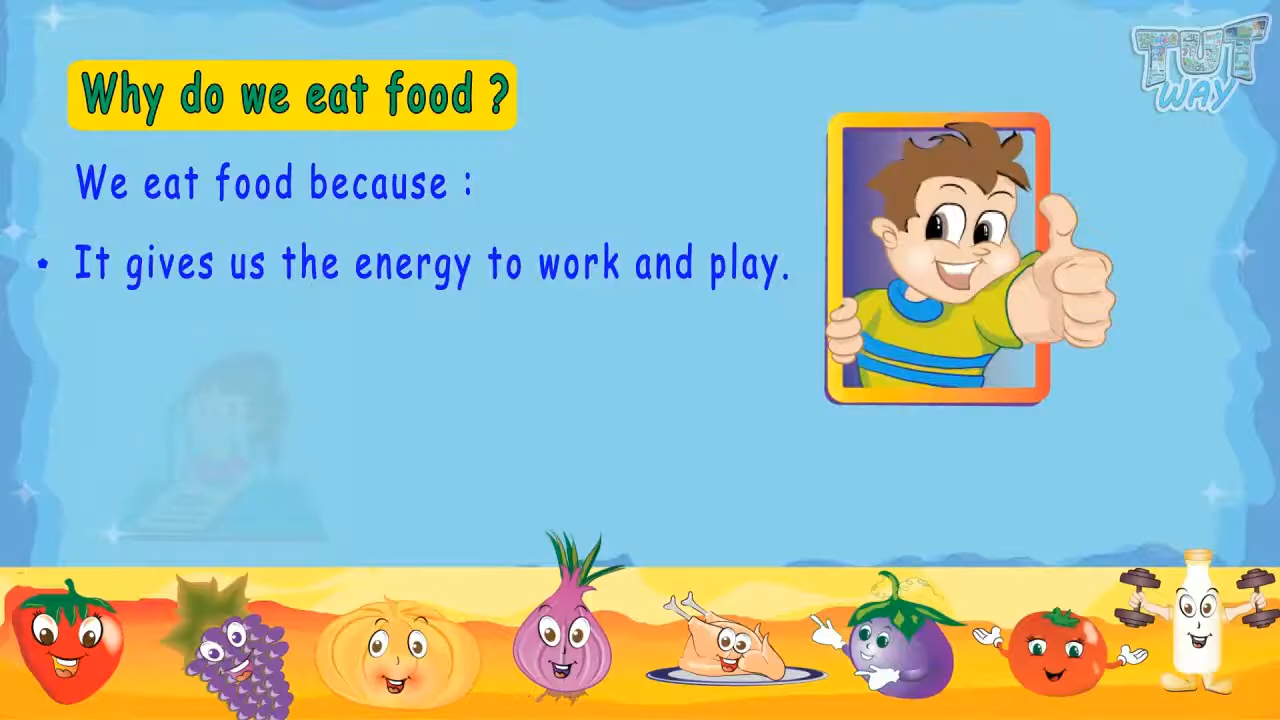 TUT
WAY
Why do we eat food ?
We eat food because :
• It gives us the energy to work and play.